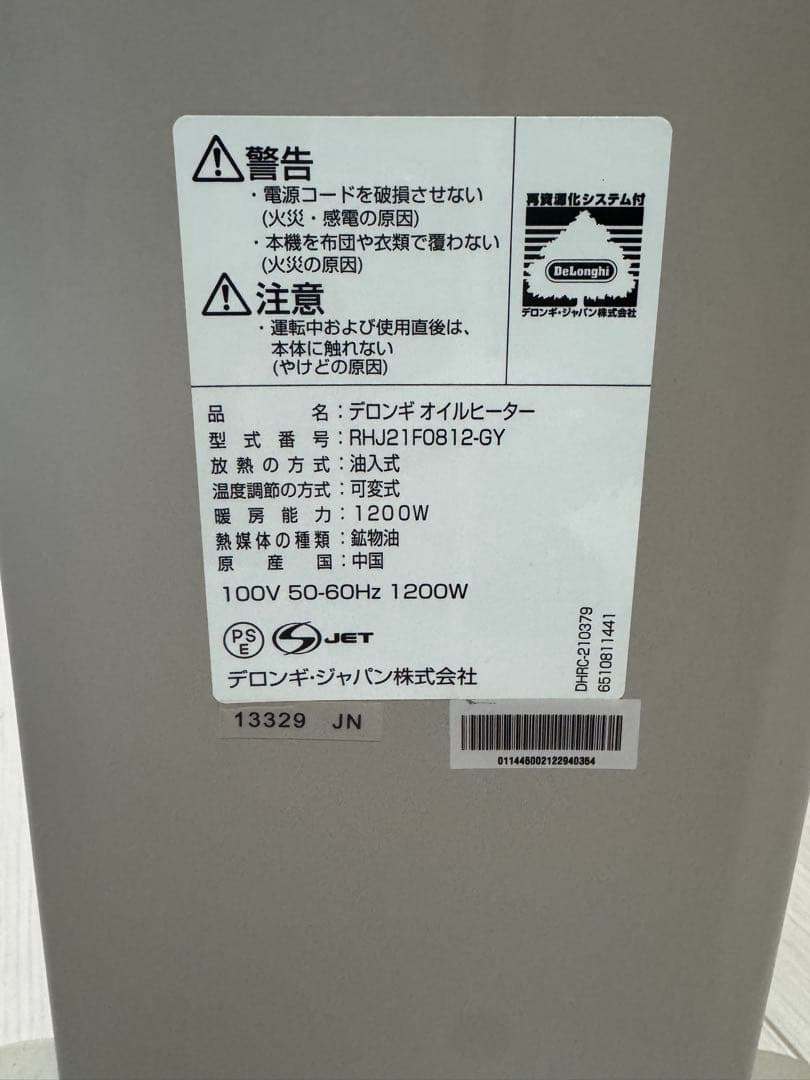 警告
・電源コードを破損させない
(火災・感電の原因)
・本機を布団や衣類で覆わない
(火災の原因)
注意
・運転中および使用直後は、
本体に触れない
(やけどの原因)
再資源化システム付
DeLonghi
デロンギ・ジャパン株式会社
品名:デロンギ オイルヒーター
型式番号:RHJ21F0812-GY
放熱の方式:油入式
温度調節の方式:可変式
暖房能力:1200W
熱媒体の種類:鉱物油
原産国:中国
100V 50-60Hz 1200W
PS
E
JET
デロンギ・ジャパン株式会社
DHRC-210379
6510811441
13329 JN
011446002122940364